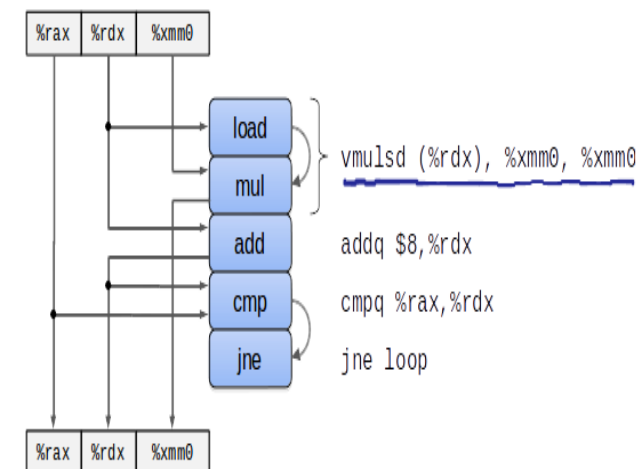 %rax %rdx %xmm0
load
mul
vmulsd (%rdx), %xmm0, %xmm0
add
addq $8,%rdx
cmp
cmpq %rax,%rdx
jne
jne loop
%rax %rdx %xmm0